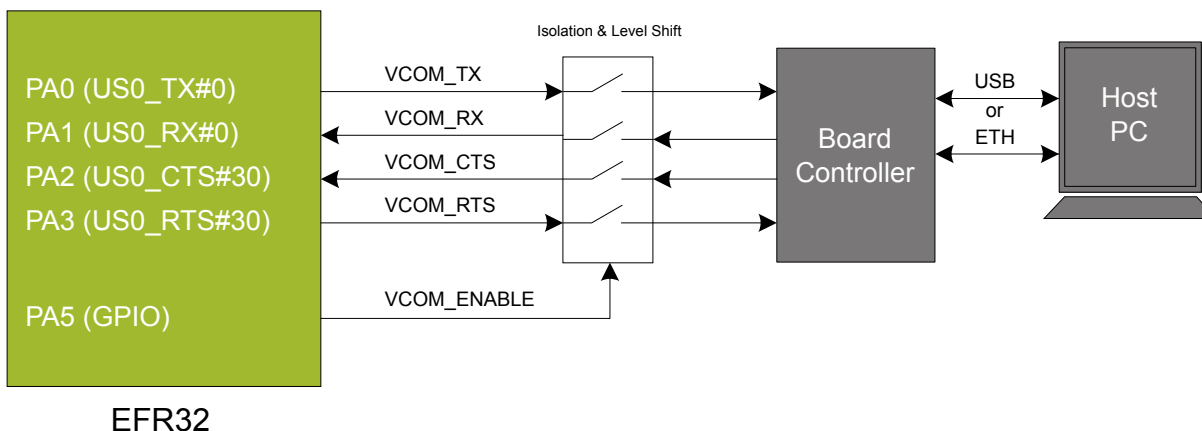 Isolation & Level Shift
PA0 (US0_TX#0)
PA1 (US0_RX#0)
PA2 (US0_CTS#30)
PA3 (US0_RTS#30)
PA5 (GPIO)
EFR32
VCOM_TX
VCOM_RX
VCOM_CTS
VCOM_RTS
VCOM_ENABLE
Board
Controller
USB
or
ETH
Host
PC